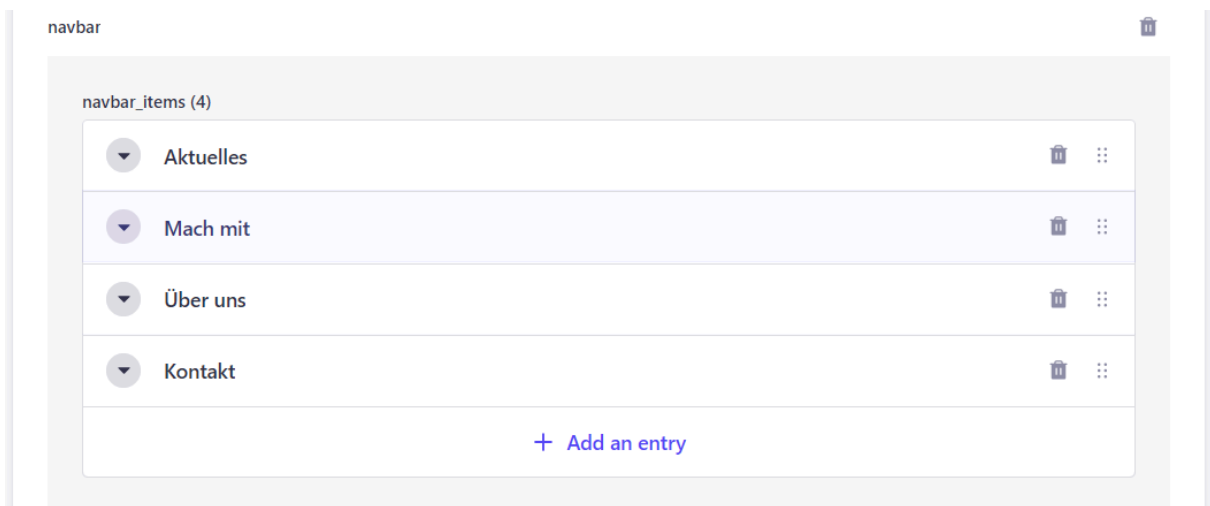 navbar
navbar_items (4)
Aktuelles
Mach mit
Über uns
Kontakt
+ Add an entry